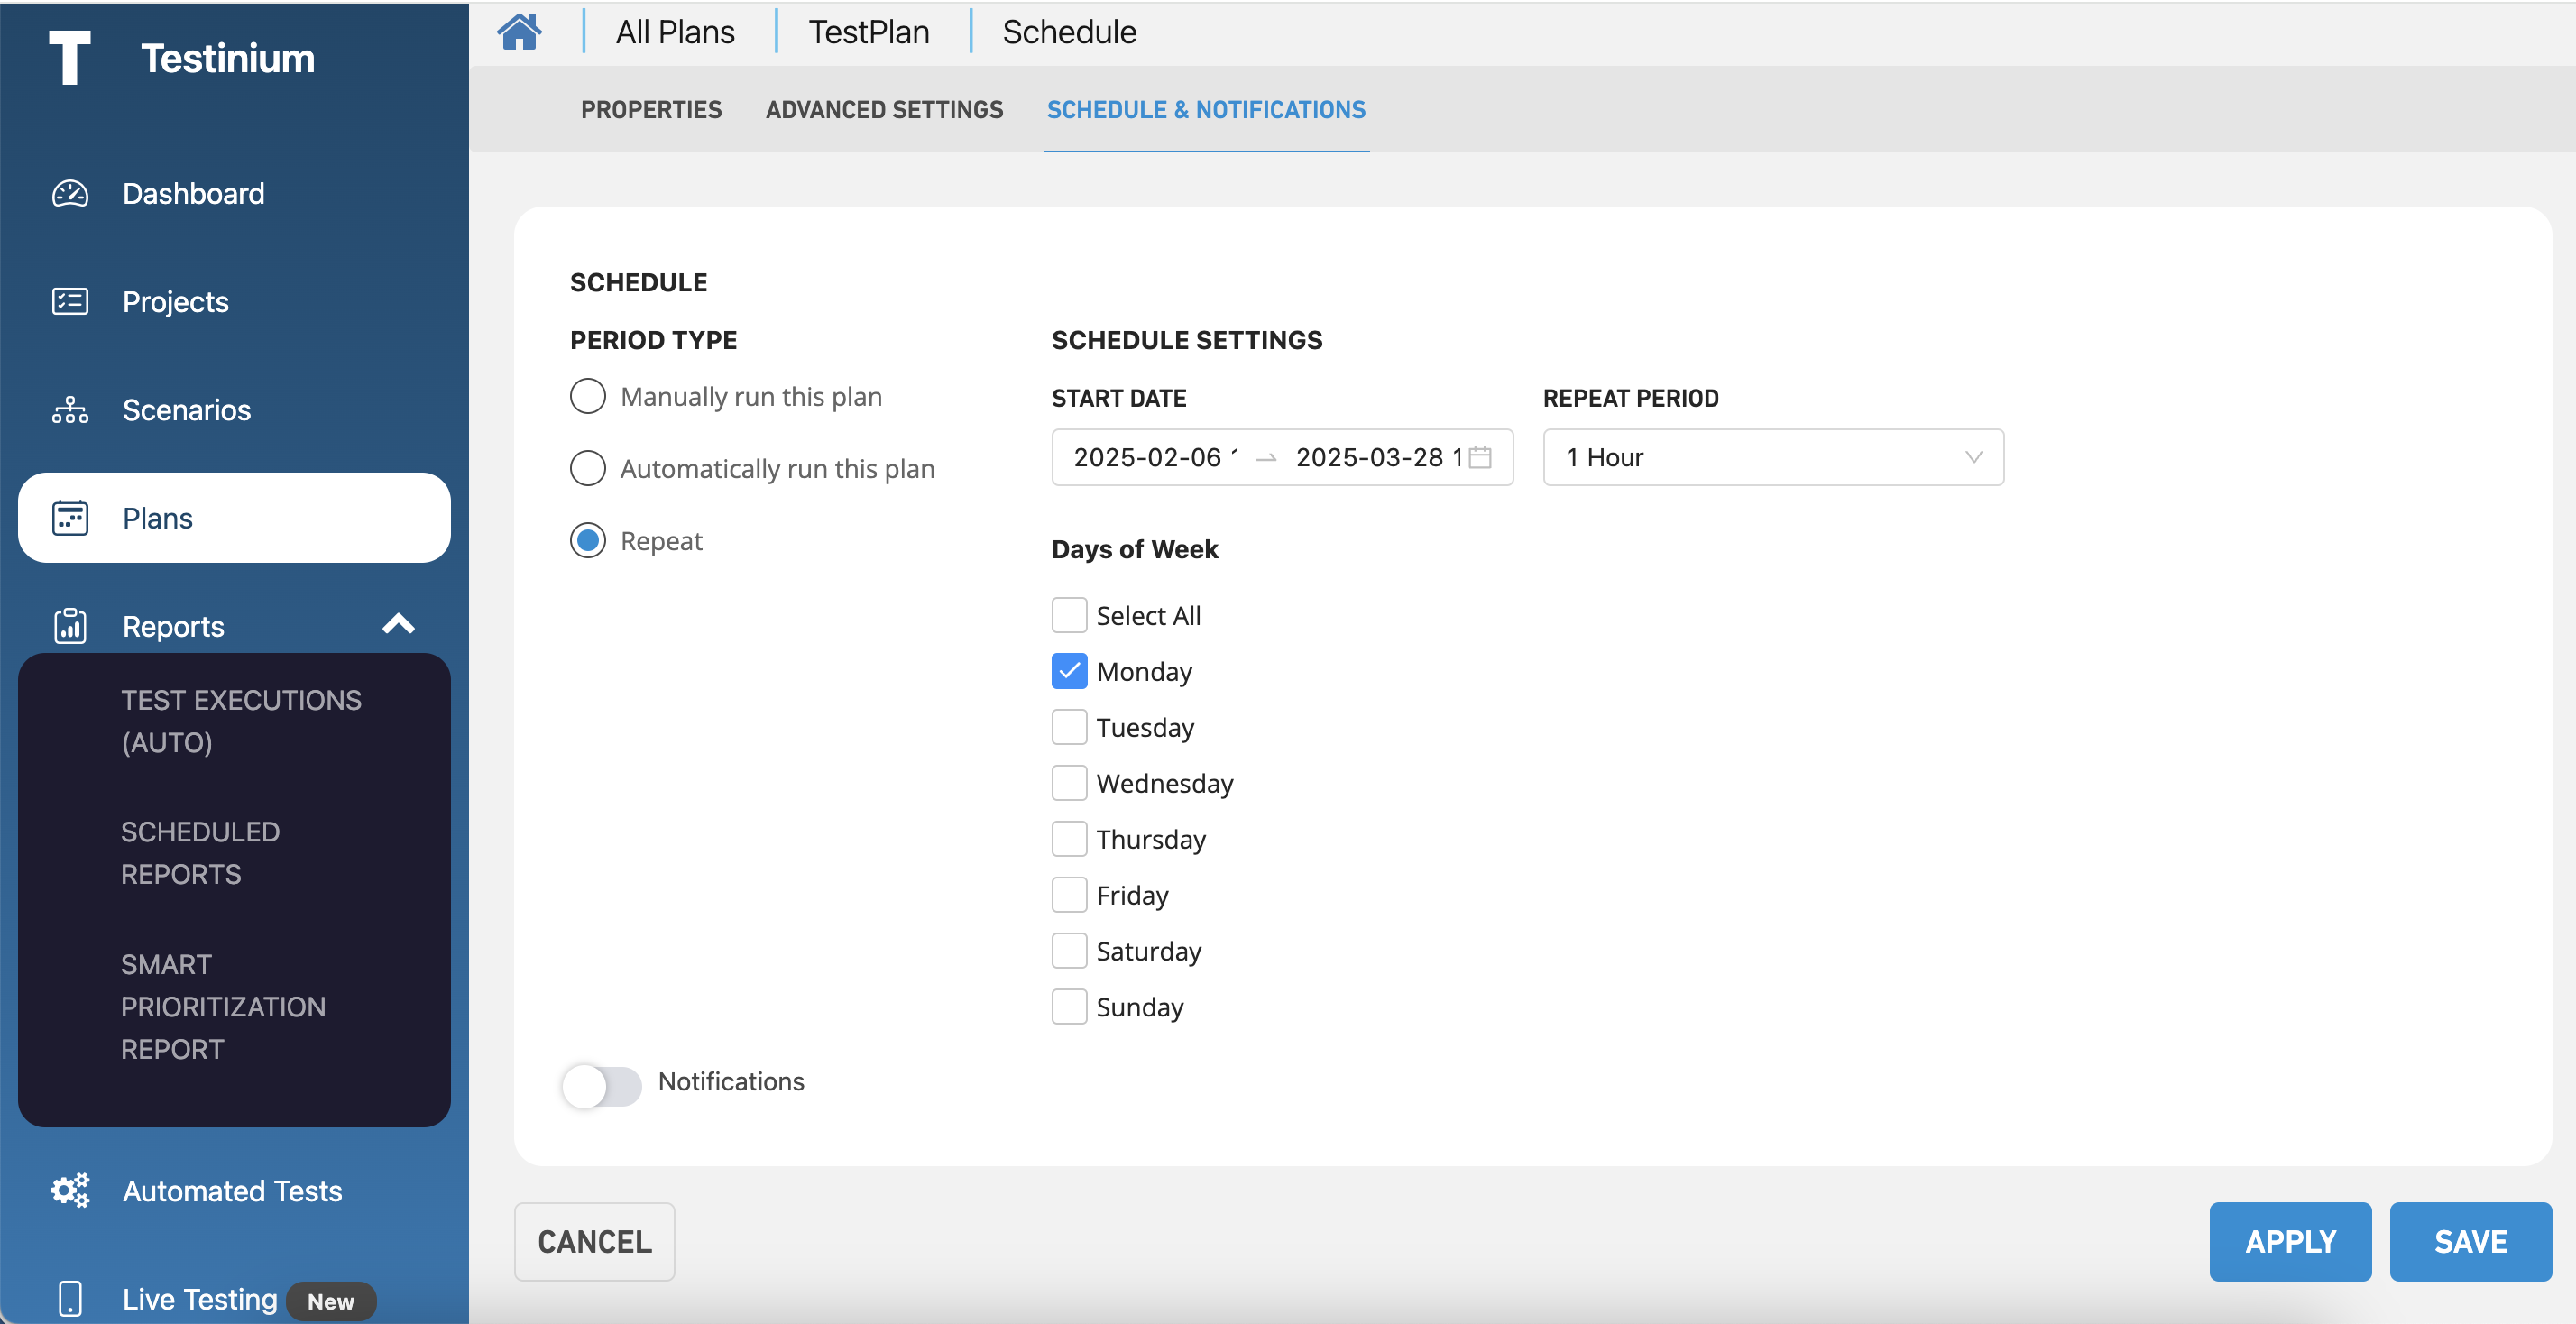 Testinium
Dashboard
Projects
Scenarios
Plans
Reports
TEST EXECUTIONS
(AUTO)
SCHEDULED
REPORTS
SMART
PRIORITIZATION
REPORT
Automated Tests
Live Testing New
All Plans TestPlan Schedule
PROPERTIES ADVANCED SETTINGS SCHEDULE & NOTIFICATIONS
SCHEDULE
PERIOD TYPE
Manually run this plan
Automatically run this plan
Repeat
SCHEDULE SETTINGS
START DATE
2025-02-06 1 → 2025-03-28 1
REPEAT PERIOD
1 Hour
Days of Week
Select All
Monday
Tuesday
Wednesday
Thursday
Friday
Saturday
Sunday
Notifications
CANCEL
APPLY SAVE